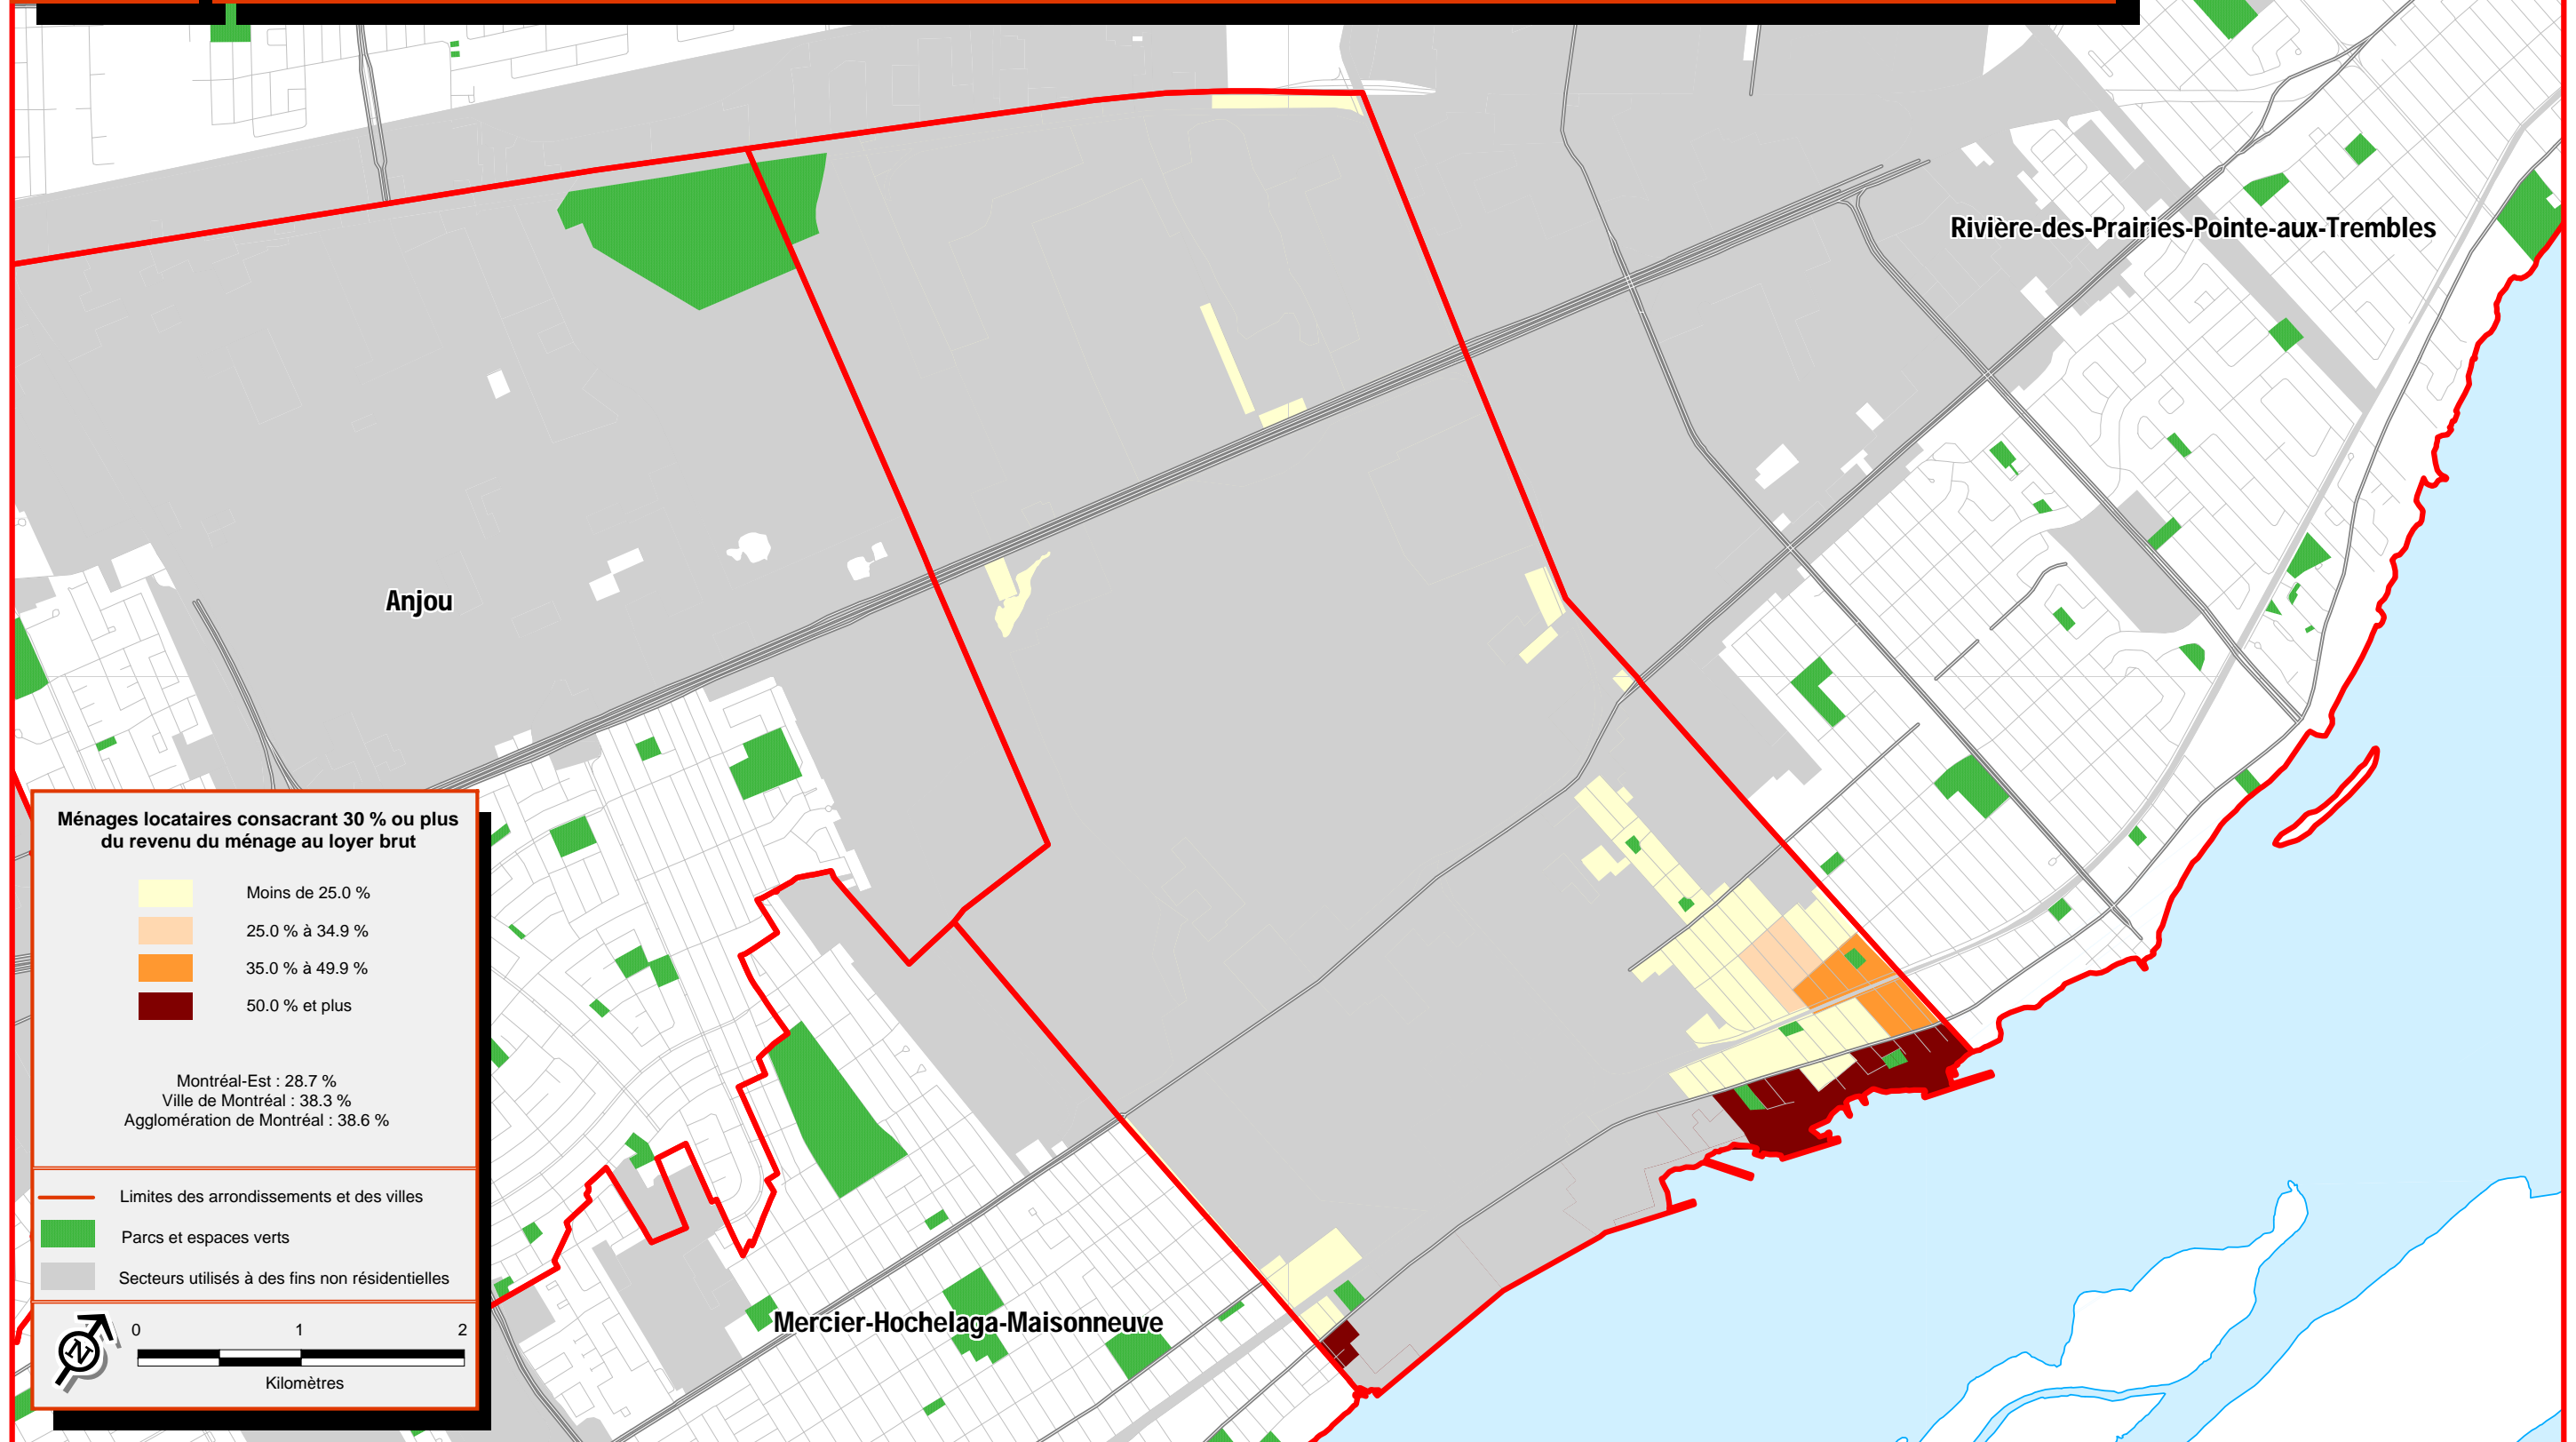 Rivière-des-Prairies-Pointe-aux-Trembles
Anjou
Mercier-Hochelaga-Maisonneuve
Ménages locataires consacrant 30 % ou plus
du revenu du ménage au loyer brut
Moins de 25.0 %
25.0 % à 34.9 %
35.0 % à 49.9 %
50.0 % et plus
Montréal-Est : 28.7 %
Ville de Montréal : 38.3 %
Agglomération de Montréal : 38.6 %
Limites des arrondissements et des villes
Parcs et espaces verts
Secteurs utilisés à des fins non résidentielles
N
0 1 2
Kilomètres